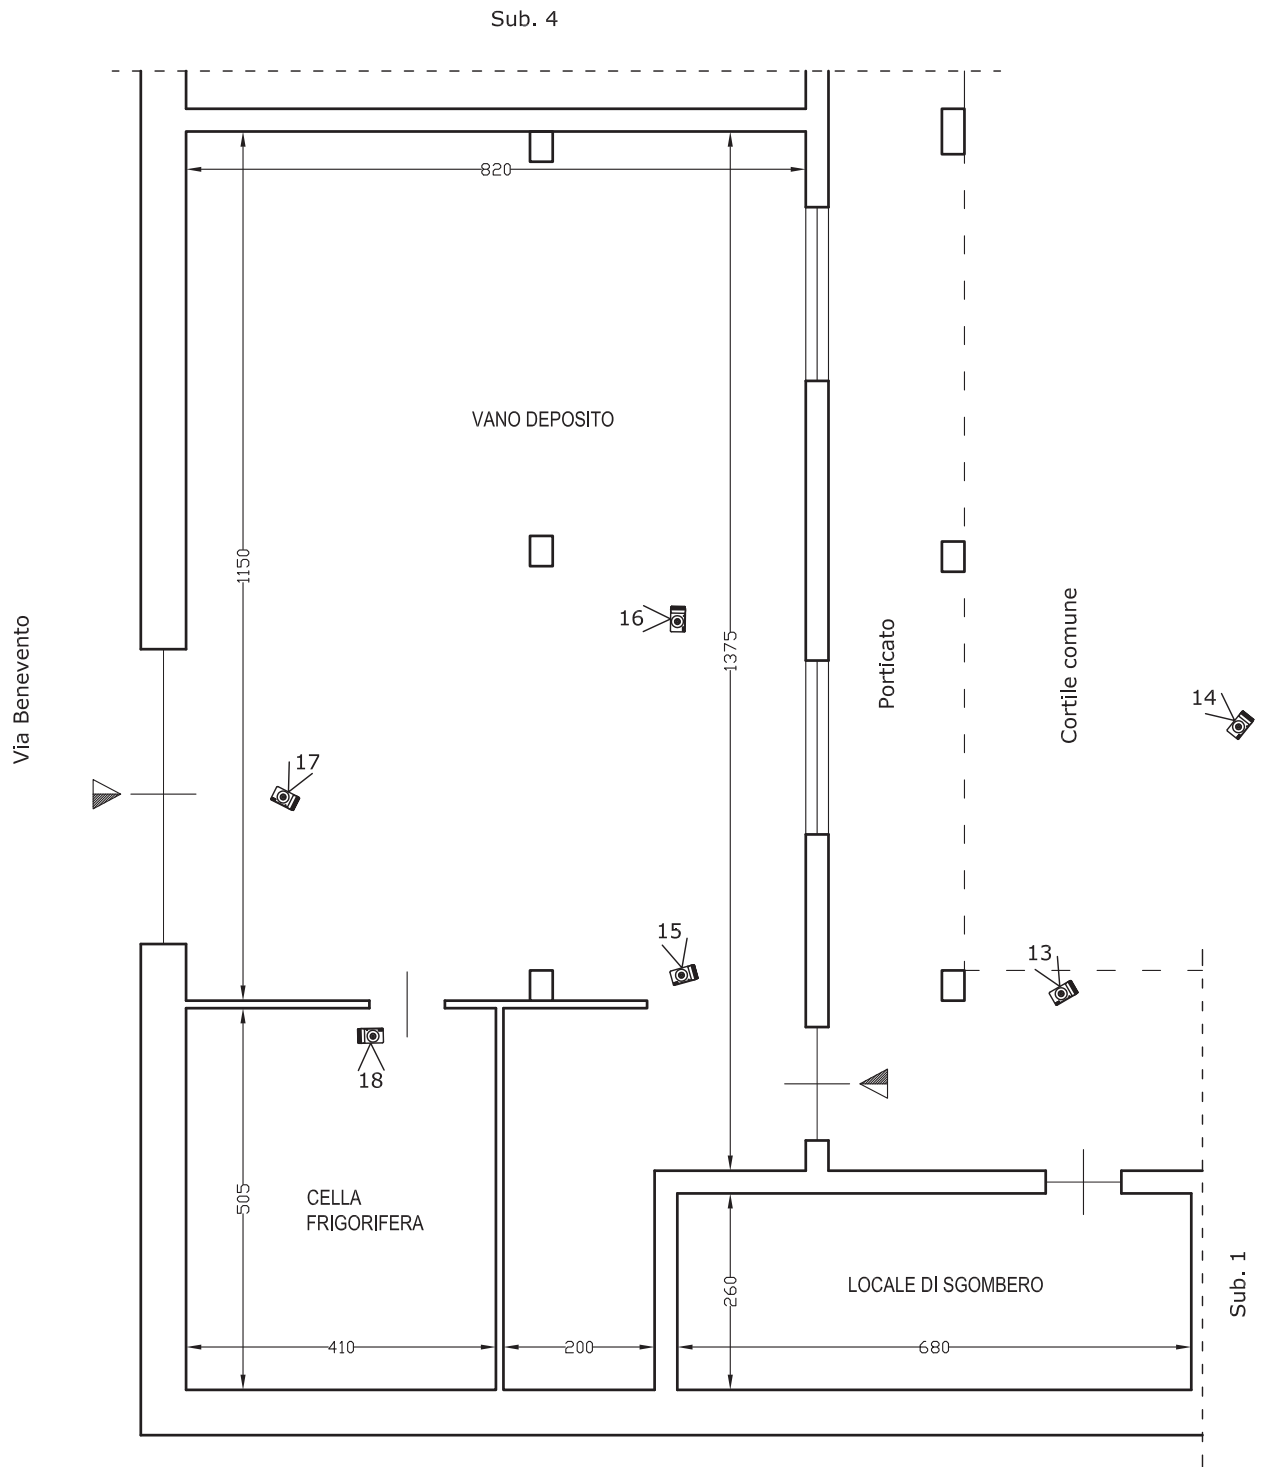 Sub. 4
820
VANO DEPOSITO
1150
16
1375
Via Benevento
Porticato
Cortile comune
14
17
15
13
18
505
CELLA
FRIGORIFERA
260
LOCALE DI SGOMBERO
Sub. 1
410
200
680